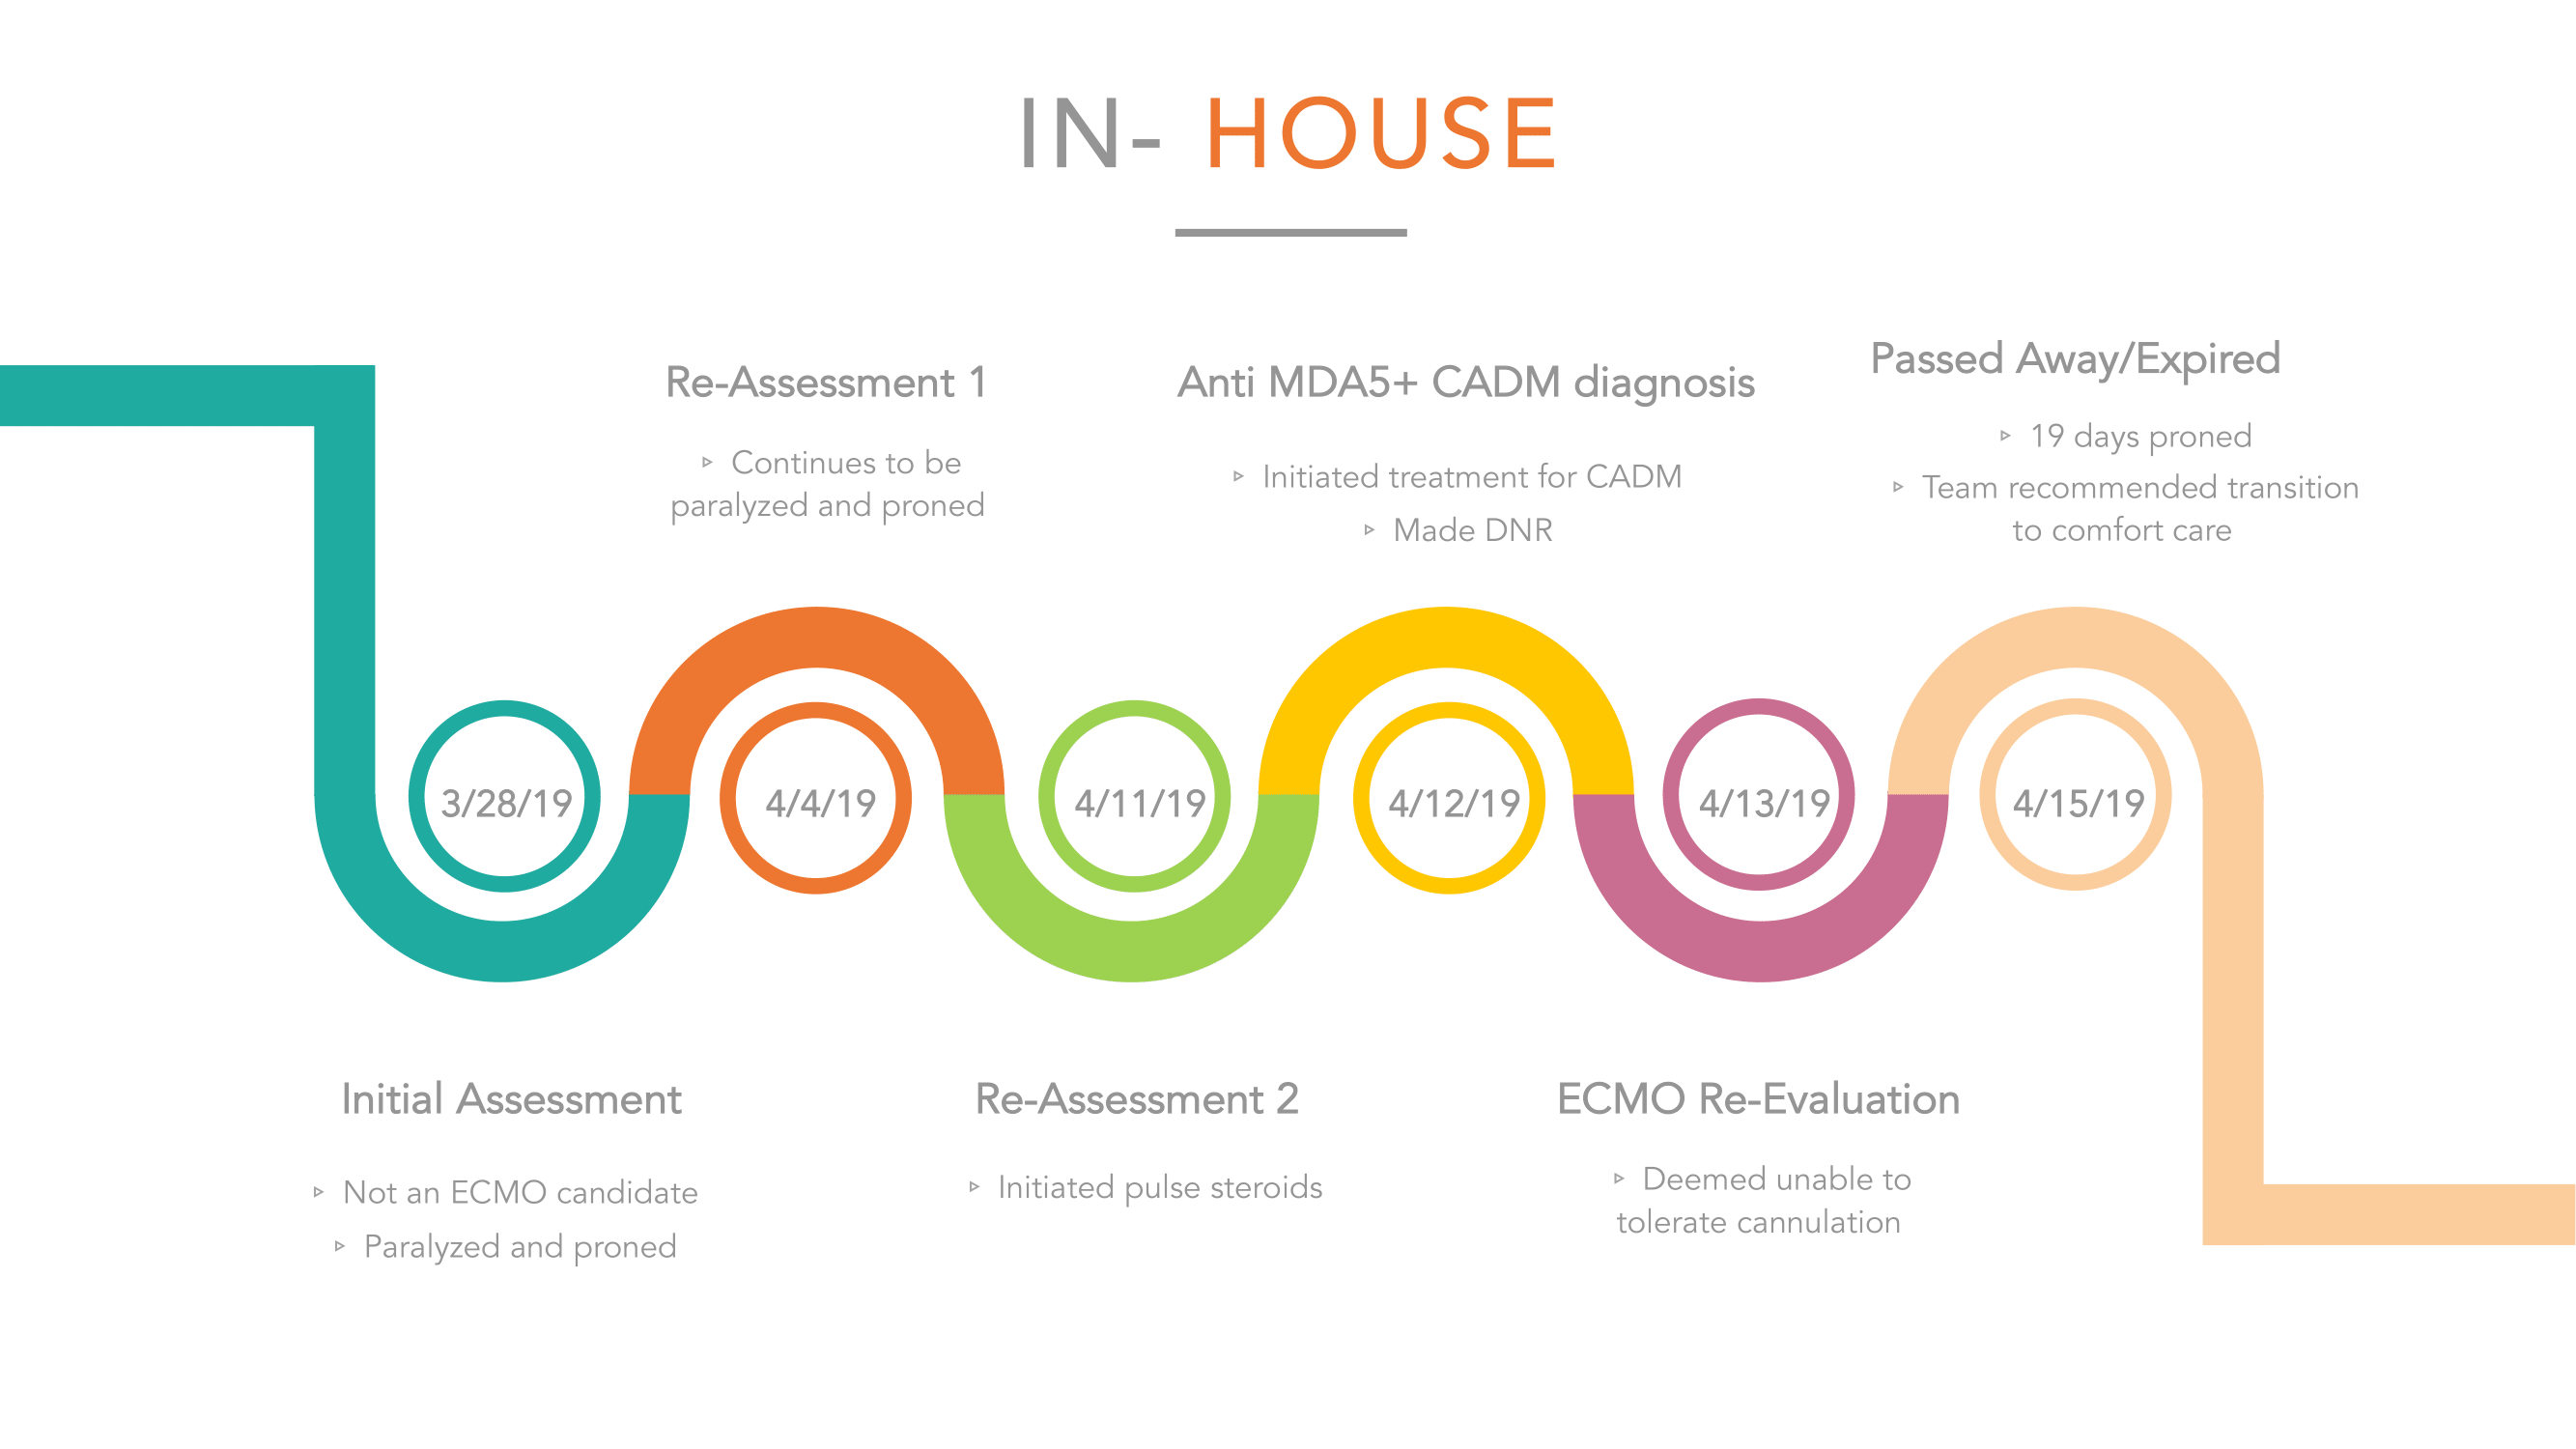 IN- HOUSE
Re-Assessment 1
▹ Continues to be
paralyzed and proned
Anti MDA5+ CADM diagnosis
▹ Initiated treatment for CADM
▹ Made DNR
Passed Away/Expired
▹ 19 days proned
▹ Team recommended transition
to comfort care
3/28/19
4/4/19
4/11/19
4/12/19
4/13/19
4/15/19
Initial Assessment
▹ Not an ECMO candidate
▹ Paralyzed and proned
Re-Assessment 2
▹ Initiated pulse steroids
ECMO Re-Evaluation
▹ Deemed unable to
tolerate cannulation